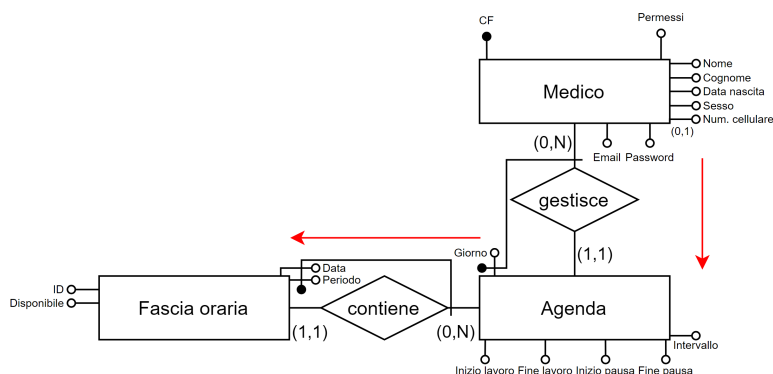 CF
Permessi
Medico
Nome
Cognome
Data nascita
Sesso
Num. cellulare
(0,1)
(0,N)
Email
Password
gestisce
(1,1)
Giorno
ID
Disponibile
Fascia oraria
Data
Periodo
(1,1)
contiene
(0,N)
Agenda
Intervallo
Inizio lavoro
Fine lavoro
Inizio pausa
Fine pausa